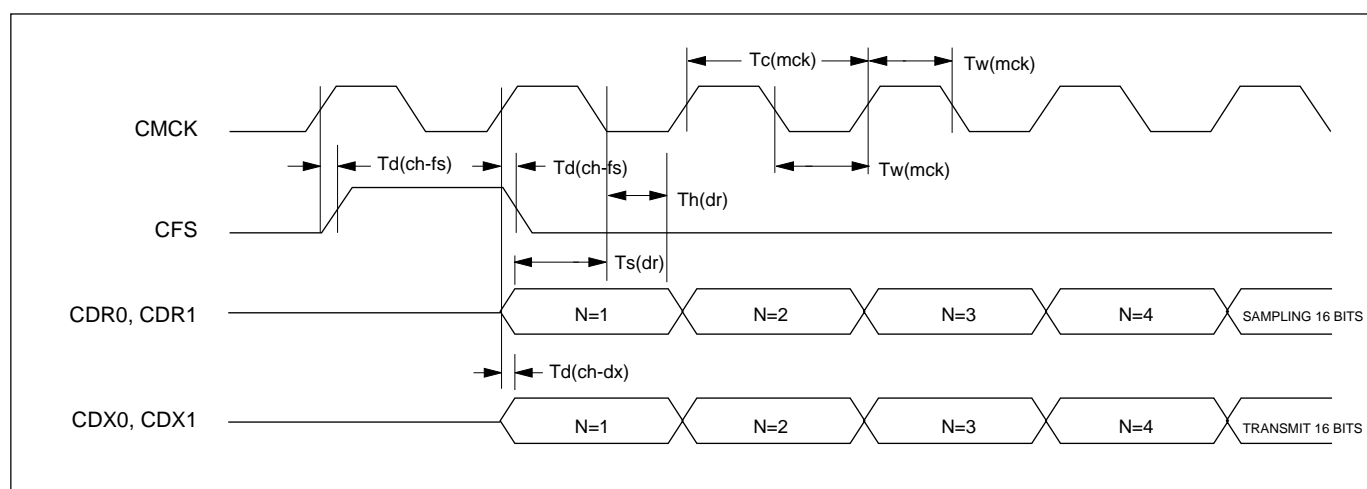 Tc(mck)
Tw(mck)
CMCK
Td(ch-fs)
Td(ch-fs)
Tw(mck)
Th(dr)
CFS
Ts(dr)
CDR0, CDR1
N=1
N=2
N=3
N=4
SAMPLING 16 BITS
Td(ch-dx)
CDX0, CDX1
N=1
N=2
N=3
N=4
TRANSMIT 16 BITS